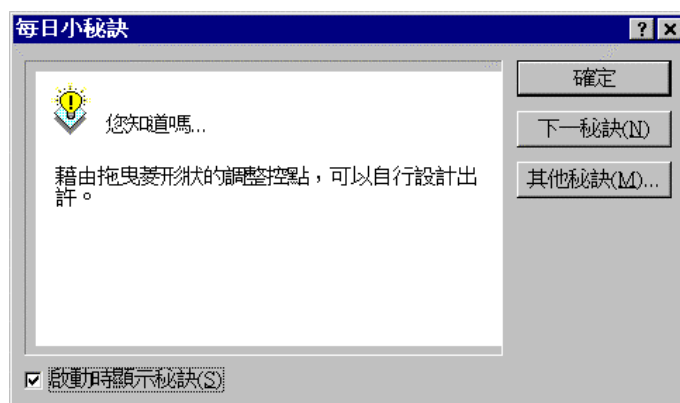 每日小秘訣
您知道嗎...
藉由拖曳菱形狀的調整控點，可以自行設計出
許。
確定
下一秘訣(N)
其他秘訣(M)...
啟動時顯示秘訣(S)